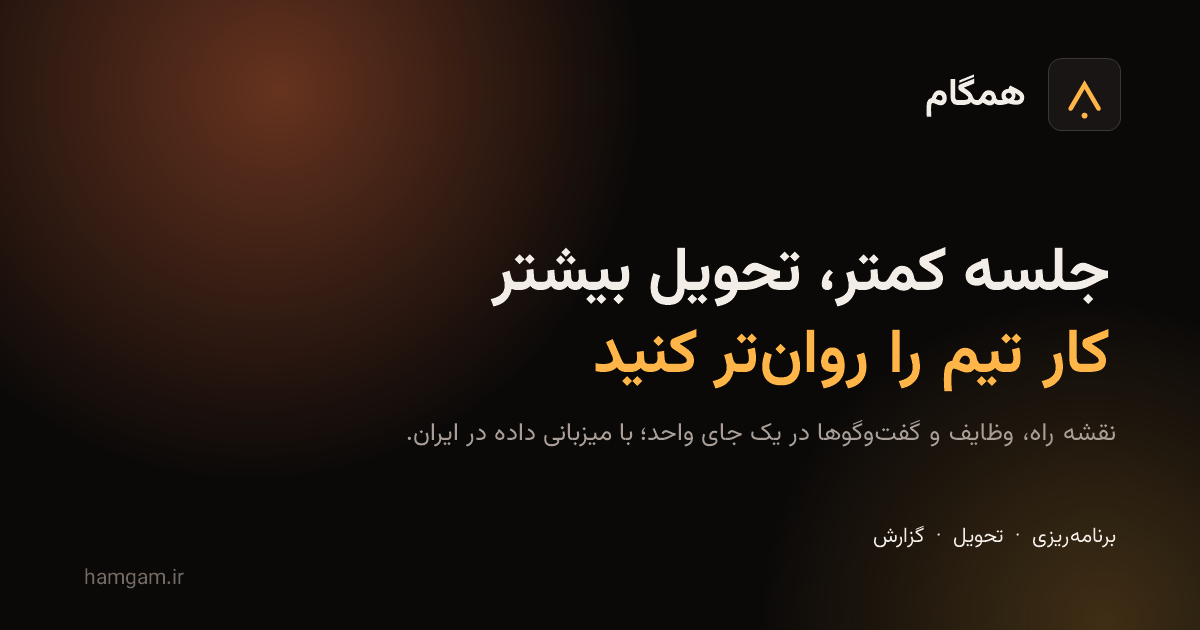 همگام
جلسه کمتر، تحویل بیشتر
کار تیم را روان‌تر کنید
نقشه راه، وظایف و گفت‌وگوها در یک جای واحد؛ با میزبانی داده در ایران.
برنامه‌ریزی · تحویل · گزارش
hamgam.ir